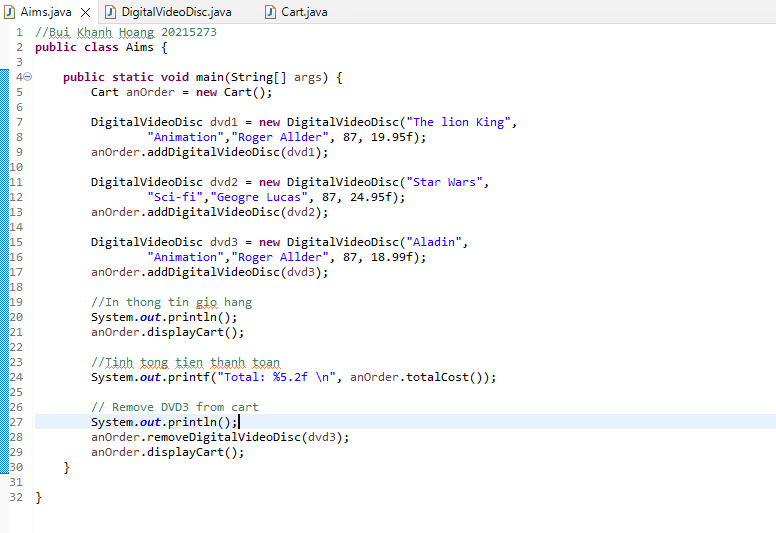 Aims.java DigitalVideoDisc.java Cart.java
1 //Bui Khanh Hoang 20215273
2 public class Aims {
3
4 public static void main(String[] args) {
5 Cart anOrder = new Cart();
6
7 DigitalVideoDisc dvd1 = new DigitalVideoDisc("The lion King",
8 "Animation","Roger Allder", 87, 19.95f);
9 anOrder.addDigitalVideoDisc(dvd1);
10
11 DigitalVideoDisc dvd2 = new DigitalVideoDisc("Star Wars",
12 "Sci-fi","Geogre Lucas", 87, 24.95f);
13 anOrder.addDigitalVideoDisc(dvd2);
14
15 DigitalVideoDisc dvd3 = new DigitalVideoDisc("Aladin",
16 "Animation","Roger Allder", 87, 18.99f);
17 anOrder.addDigitalVideoDisc(dvd3);
18
19 //In thong tin gio hang
20 System.out.println();
21 anOrder.displayCart();
22
23 //Tinh tong tien thanh toan
24 System.out.printf("Total: %5.2f \n", anOrder.totalCost());
25
26 // Remove DVD3 from cart
27 System.out.println();
28 anOrder.removeDigitalVideoDisc(dvd3);
29 anOrder.displayCart();
30 }
31
32 }